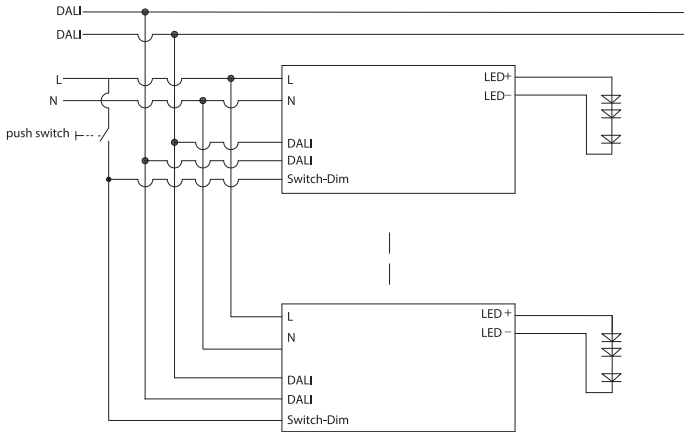 DALI
DALI
L
N
push switch
L
N
DALI
DALI
Switch-Dim
LED+
LED−
L
N
DALI
DALI
Switch-Dim
LED +
LED −